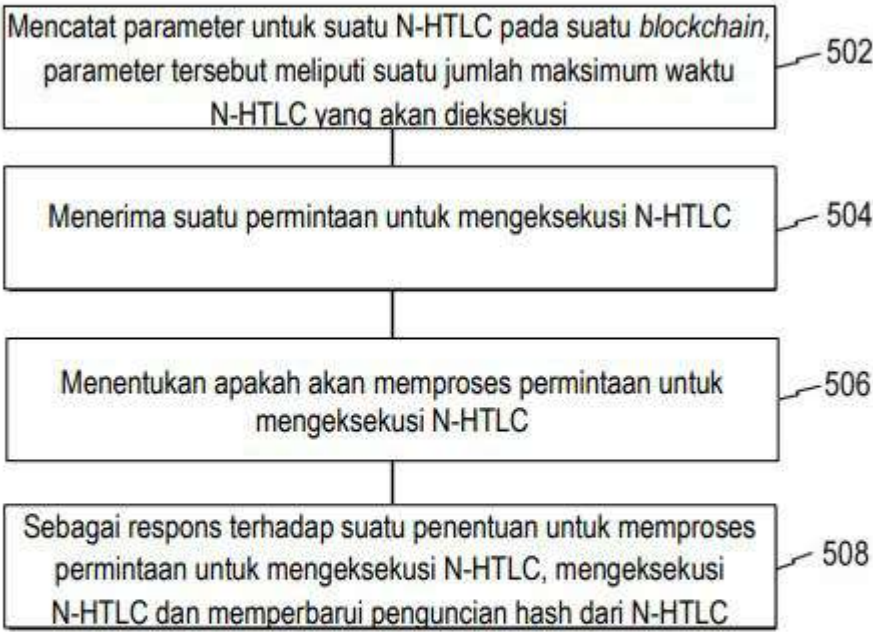 Mencatat parameter untuk suatu N-HTLC pada suatu blockchain,
parameter tersebut meliputi suatu jumlah maksimum waktu
N-HTLC yang akan dieksekusi
502
Menerima suatu permintaan untuk mengeksekusi N-HTLC
504
Menentukan apakah akan memproses permintaan untuk
mengeksekusi N-HTLC
506
Sebagai respons terhadap suatu penentuan untuk memproses
permintaan untuk mengeksekusi N-HTLC, mengeksekusi
N-HTLC dan memperbarui penguncian hash dari N-HTLC
508